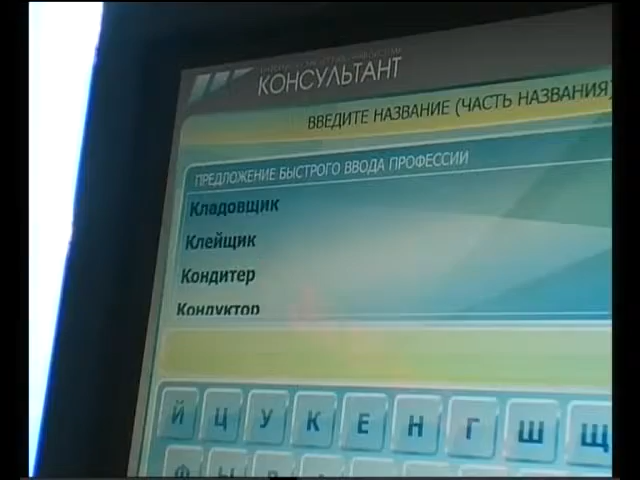 КОНСУЛЬТАНТ
ВВЕДИТЕ НАЗВАНИЕ (ЧАСТЬ НАЗВАНИЯ)
ПРЕДЛОЖЕНИЕ БЫСТРОГО ВВОДА ПРОФЕССИИ
Кладовщик
Клейщик
Кондитер
Кондуктор
Й Ц У К Е Н Г Ш Щ
Ф Ы В